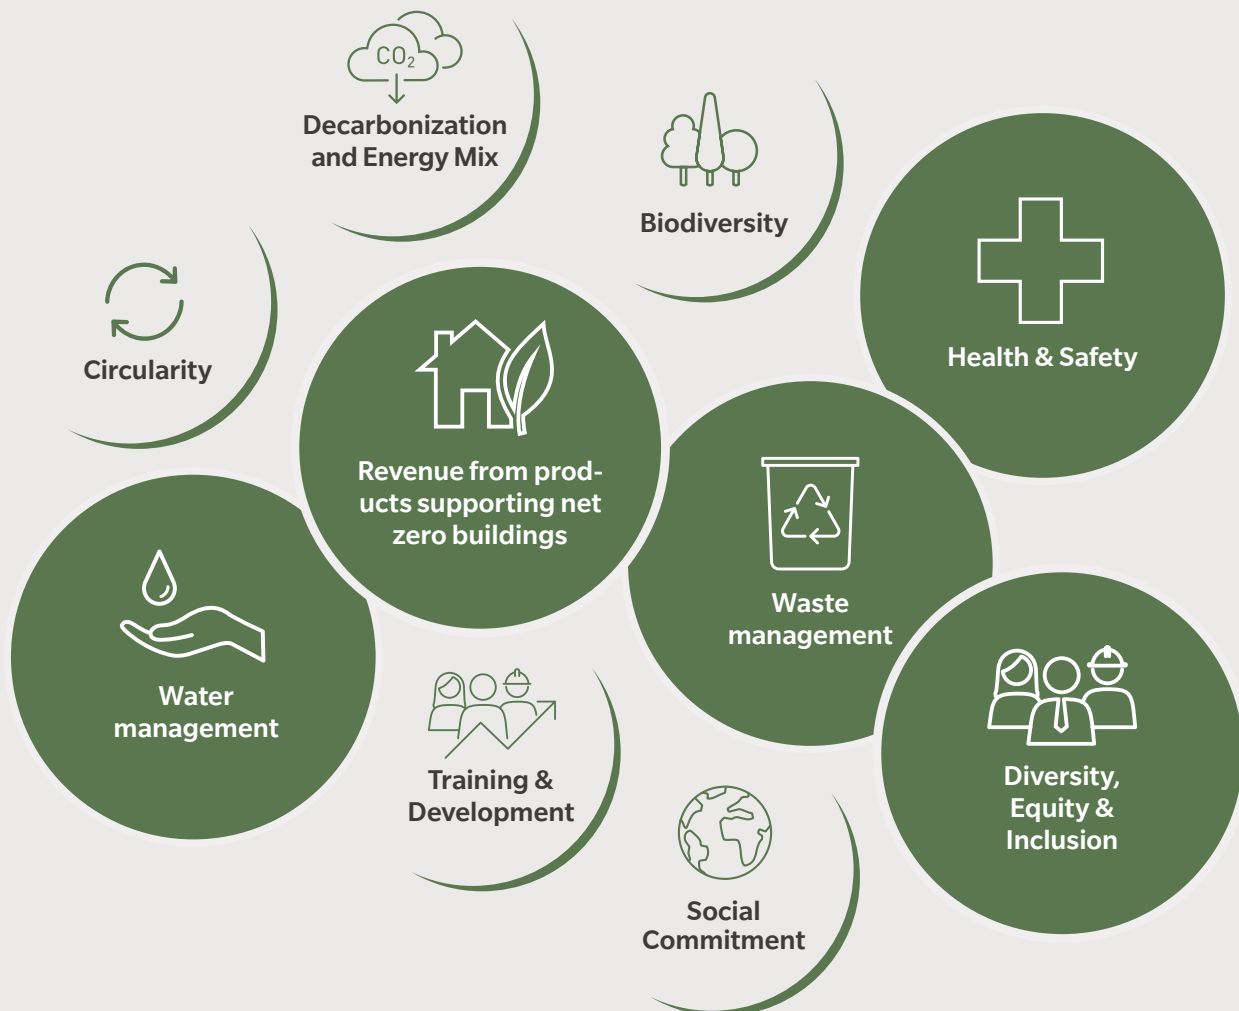 CO₂
Decarbonization
and Energy Mix
Biodiversity
Health & Safety
Circularity
Revenue from prod-
ucts supporting net
zero buildings
Waste
management
Water
management
Training &
Development
Diversity,
Equity &
Inclusion
Social
Commitment